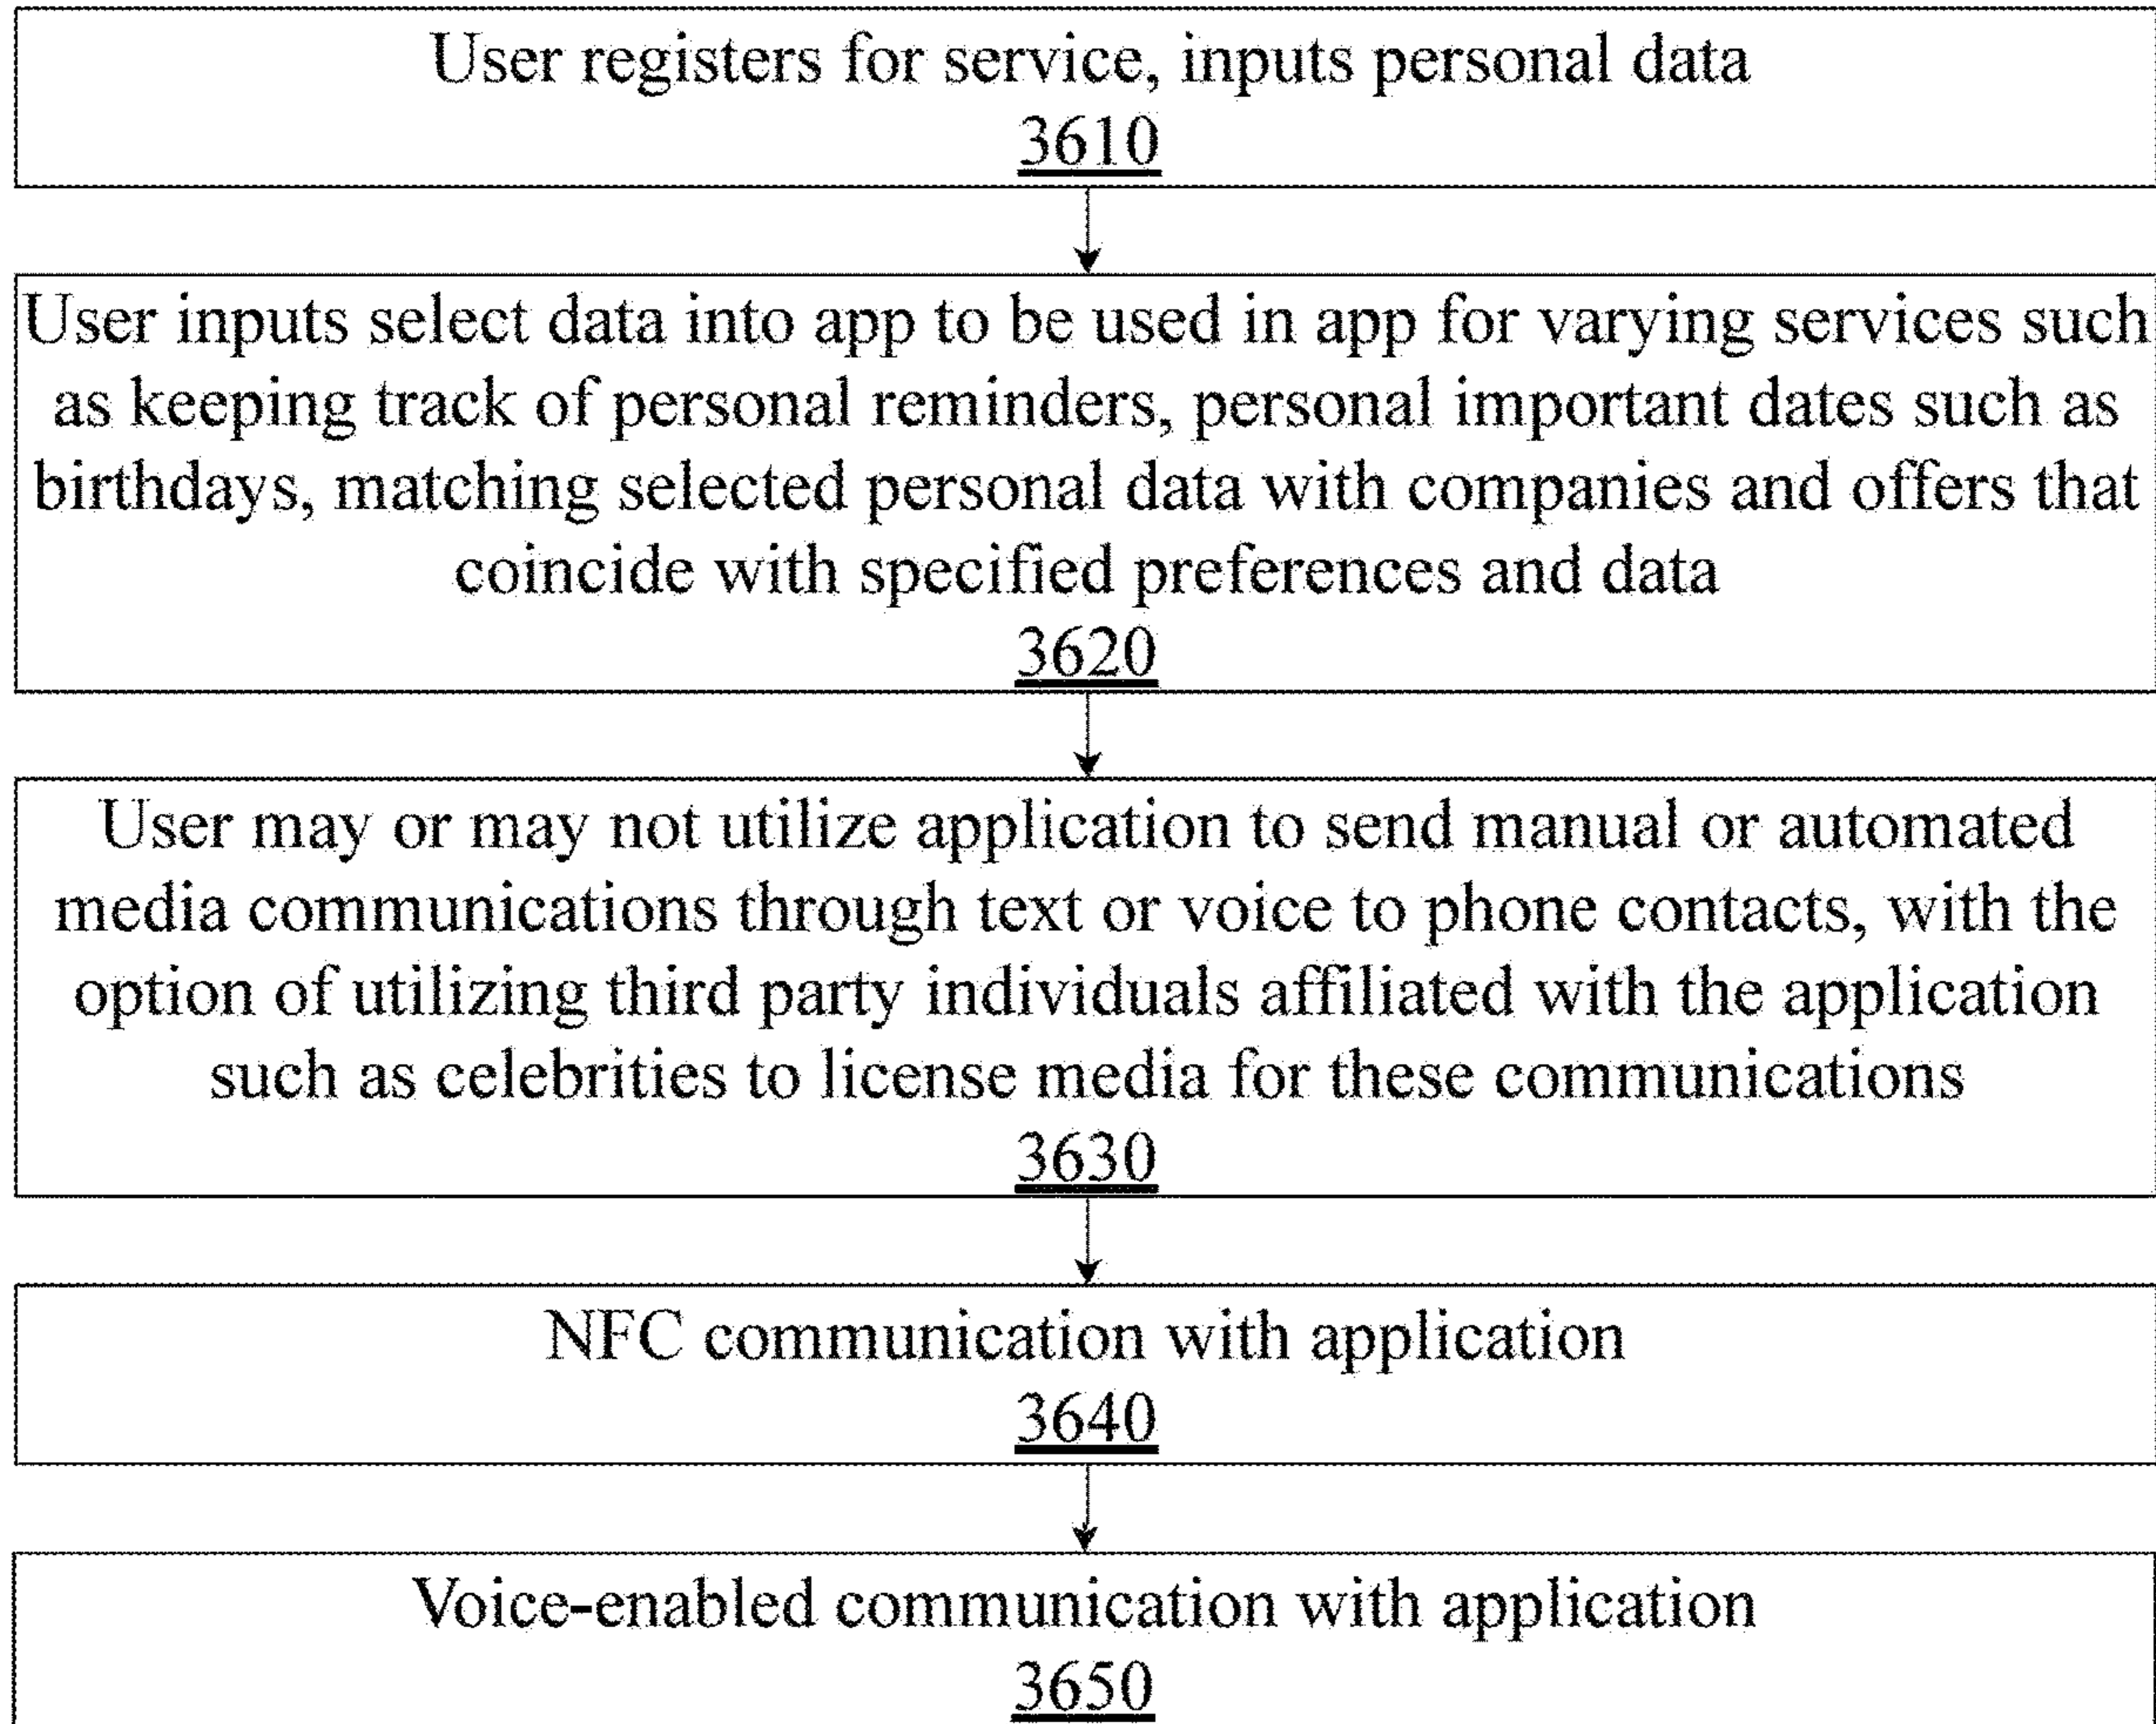 User registers for service, inputs personal data
3610
User inputs select data into app to be used in app for varying services such
as keeping track of personal reminders, personal important dates such as
birthdays, matching selected personal data with companies and offers that
coincide with specified preferences and data
3620
User may or may not utilize application to send manual or automated
media communications through text or voice to phone contacts, with the
option of utilizing third party individuals affiliated with the application
such as celebrities to license media for these communications
3630
NFC communication with application
3640
Voice-enabled communication with application
3650